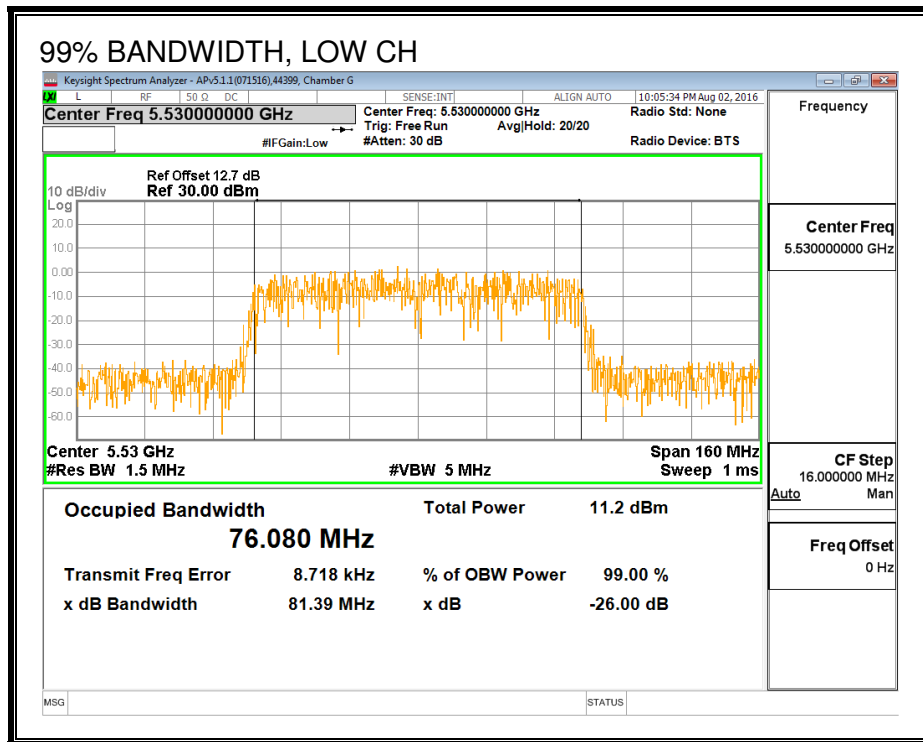 99% BANDWIDTH, LOW CH
Keysight Spectrum Analyzer - APv5.1.1(071516),44399, Chamber G
LXI L RF 50 Ω DC SENSE:INT ALIGN AUTO 10:05:34 PM Aug 02, 2016
Center Freq 5.530000000 GHz
Center Freq: 5.530000000 GHz
Radio Std: None
Trig: Free Run Avg|Hold: 20/20
#IFGain:Low #Atten: 30 dB Radio Device: BTS
Ref Offset 12.7 dB
10 dB/div Ref 30.00 dBm
Log
20.0
10.0
0.00
-10.0
-20.0
-30.0
-40.0
-50.0
-60.0
Center 5.53 GHz Span 160 MHz
#Res BW 1.5 MHz #VBW 5 MHz Sweep 1 ms
Occupied Bandwidth Total Power 11.2 dBm
76.080 MHz
Transmit Freq Error 8.718 kHz % of OBW Power 99.00 %
x dB Bandwidth 81.39 MHz x dB -26.00 dB
Frequency
Center Freq
5.530000000 GHz
CF Step
16.000000 MHz
Auto Man
Freq Offset
0 Hz
MSG STATUS